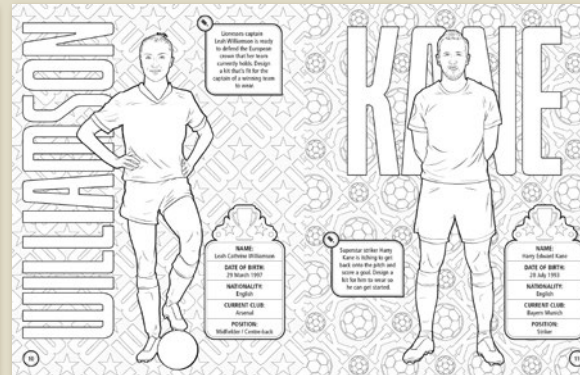 WILLIAMSON
Lionesses captain
Leah Williamson is ready
to defend the European
crown that her team
currently holds. Design
a kit that's fit for the
captain of a winning team
to wear.
NAME:
Leah Cathrine Williamson
DATE OF BIRTH:
29 March 1997
NATIONALITY:
English
CURRENT CLUB:
Arsenal
POSITION:
Midfielder / Centre-back
10
KANE
Superstar striker Harry
Kane is itching to get
back onto the pitch and
score a goal. Design a
kit for him to wear so
he can get started.
NAME:
Harry Edward Kane
DATE OF BIRTH:
28 July 1993
NATIONALITY:
English
CURRENT CLUB:
Bayern Munich
POSITION:
Striker
11